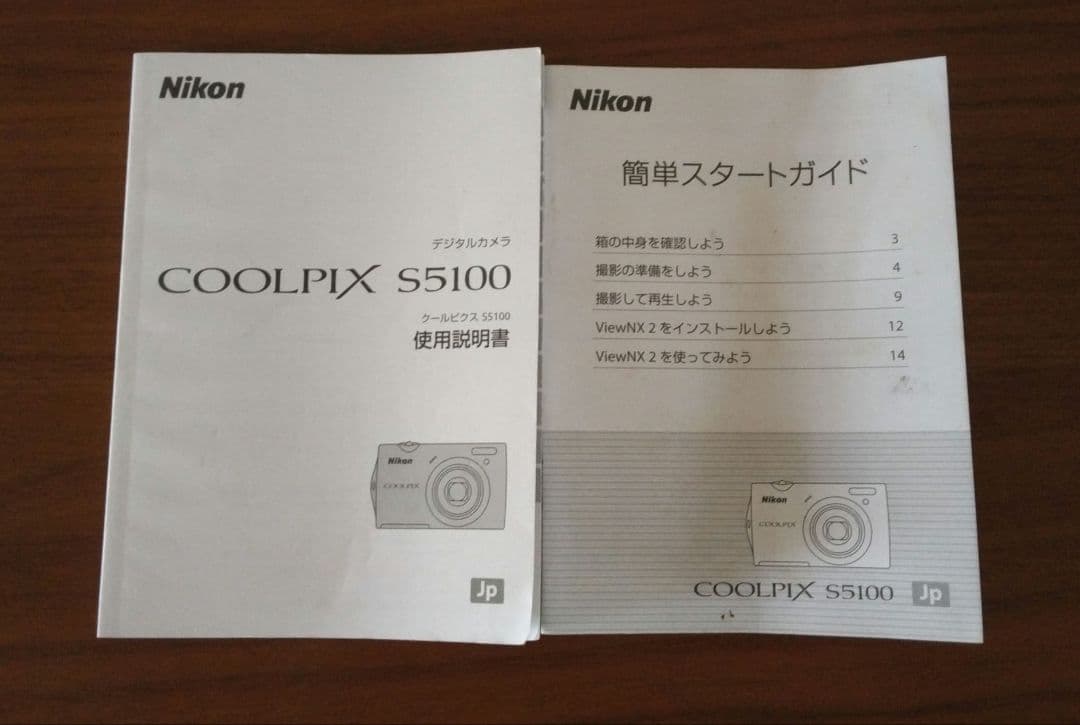 Nikon
デジタルカメラ
COOLPIX S5100
クールピクス S5100
使用説明書
Nikon
COOLPIX
Jp
Nikon
簡単スタートガイド
箱の中身を確認しよう 3
撮影の準備をしよう 4
撮影して再生しよう 9
ViewNX 2 をインストールしよう 12
ViewNX 2 を使ってみよう 14
Nikon
COOLPIX
COOLPIX S5100 Jp